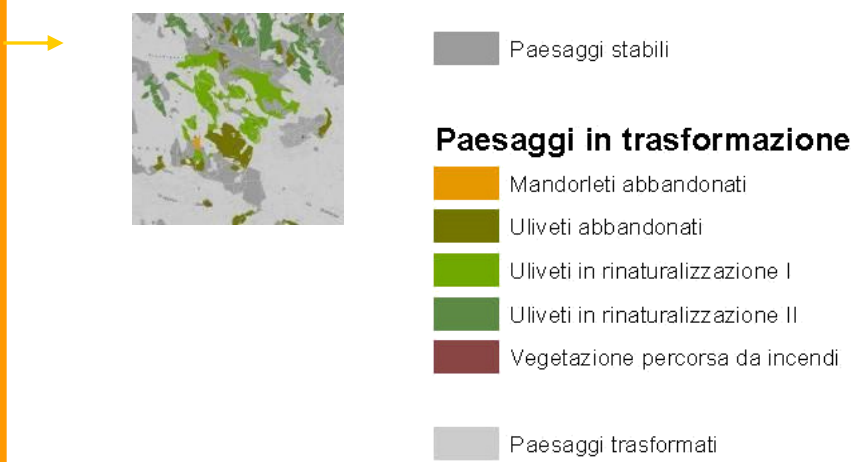 Paesaggi stabili
Paesaggi in trasformazione
Mandorleti abbandonati
Uliveti abbandonati
Uliveti in rinaturalizzazione I
Uliveti in rinaturalizzazione II
Vegetazione percorsa da incendi
Paesaggi trasformati